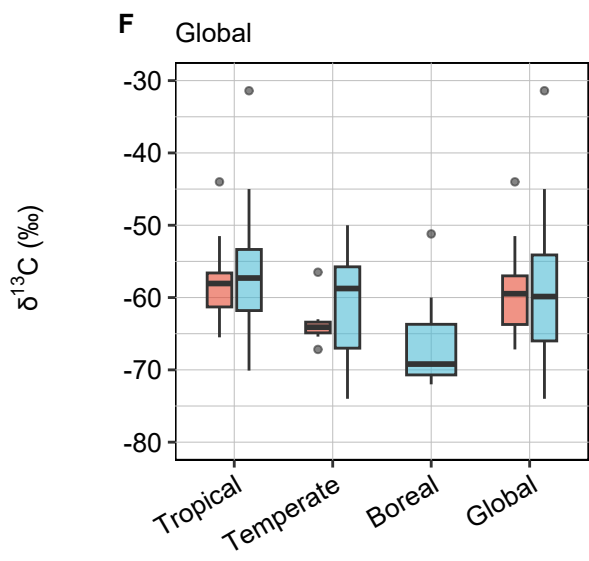 F
Global
δ¹³C (‰)
-30
-40
-50
-60
-70
-80
Tropical
Temperate
Boreal
Global